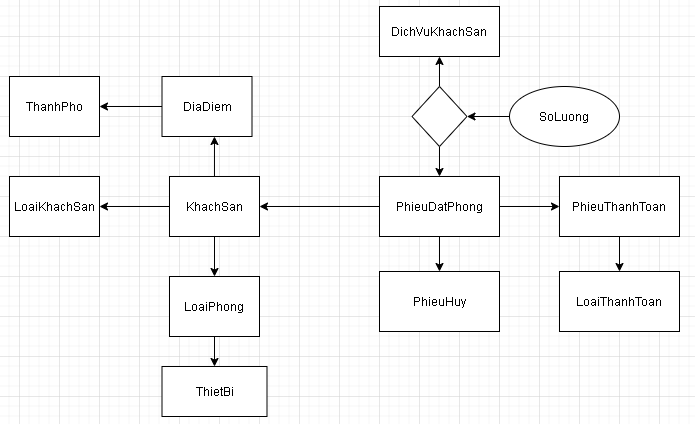 DichVuKhachSan
ThanhPho
DiaDiem
SoLuong
LoaiKhachSan
KhachSan
PhieuDatPhong
PhieuThanhToan
LoaiPhong
PhieuHuy
LoaiThanhToan
ThietBi